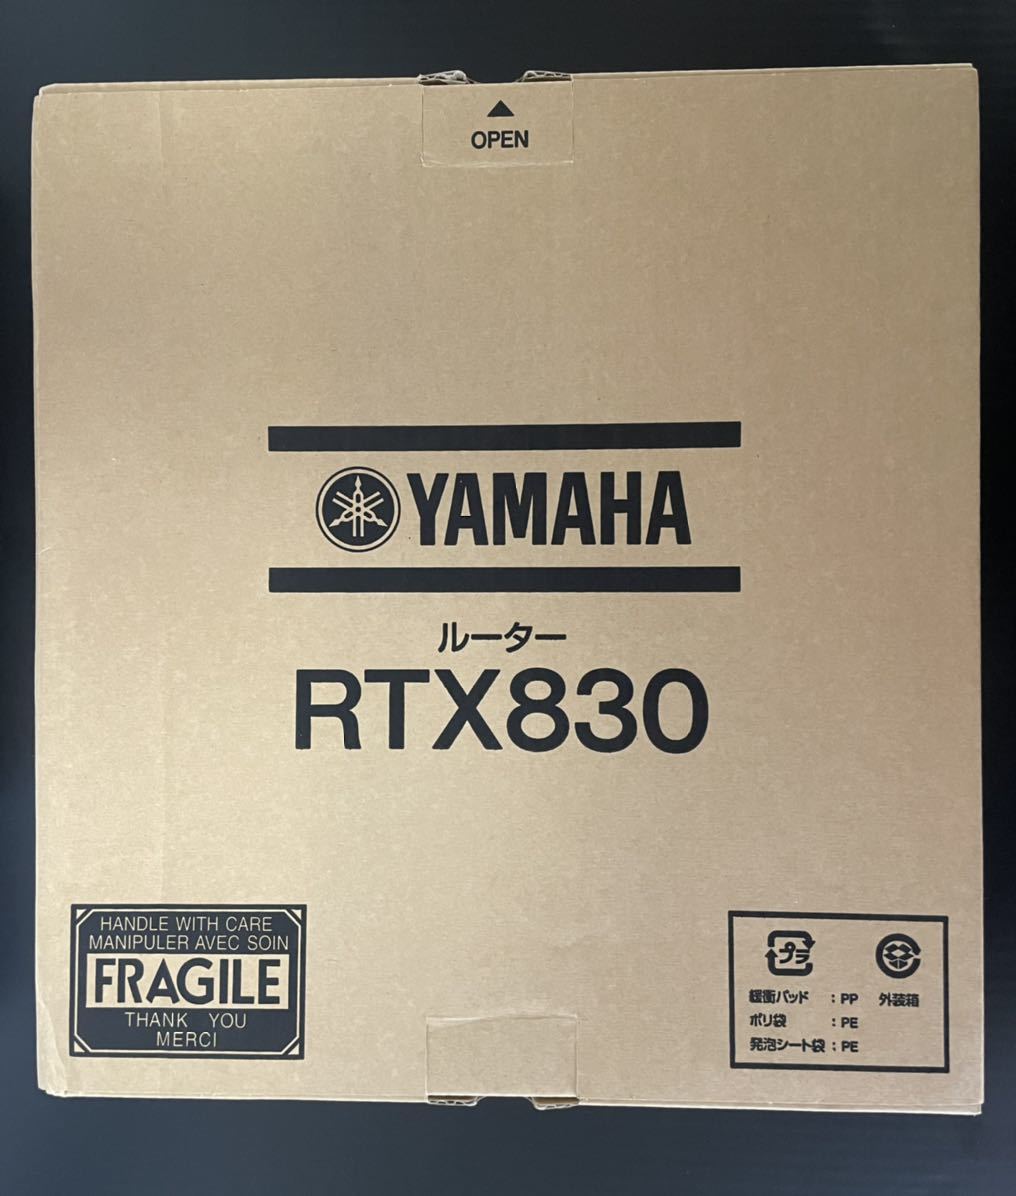 OPEN
YAMAHA
ルーター
RTX830
HANDLE WITH CARE
MANIPULER AVEC SOIN
FRAGILE
THANK YOU
MERCI
プラ
緩衝パッド : PP 外装箱
ポリ袋 : PE
発泡シート袋 : PE